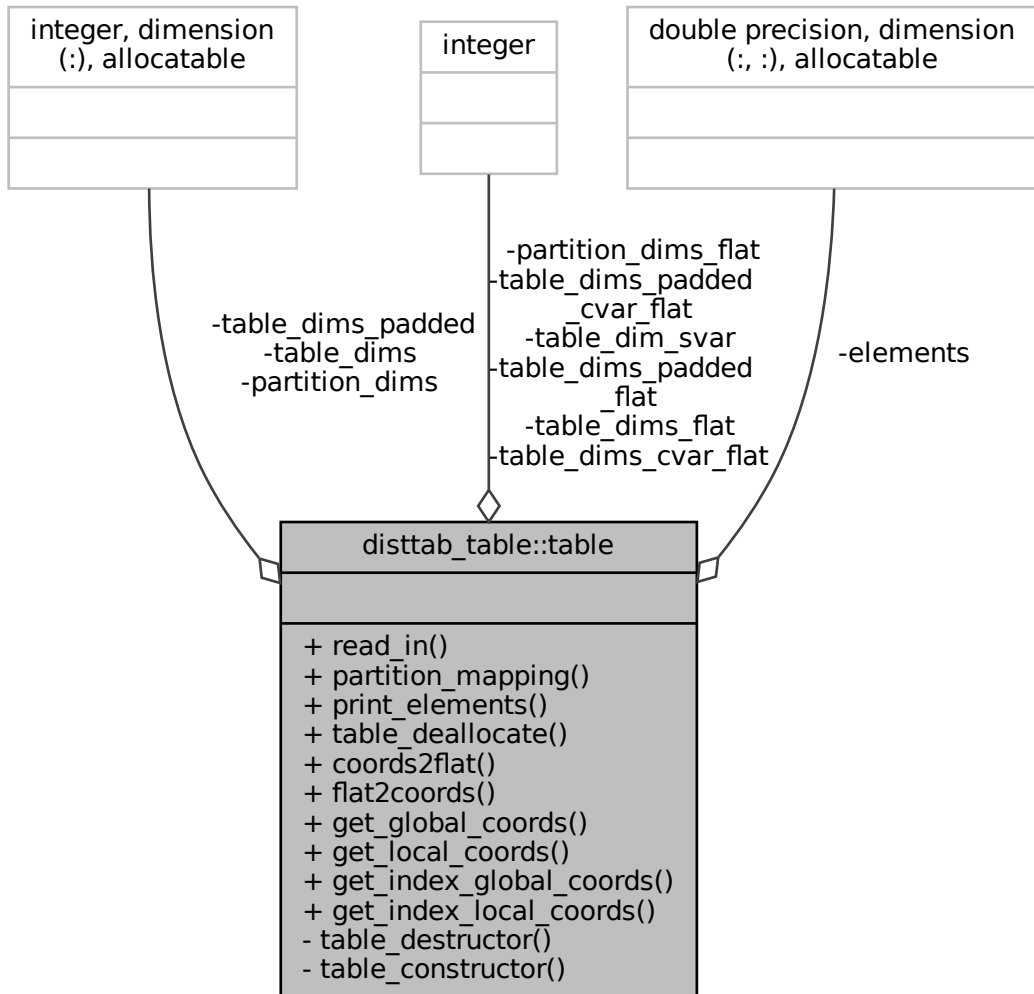 integer, dimension
(:), allocatable
integer
double precision, dimension
(:, :), allocatable
-table_dims_padded
-table_dims
-partition_dims
-partition_dims_flat
-table_dims_padded
_cvar_flat
-table_dim_svar
-table_dims_padded
_flat
-table_dims_flat
-table_dims_cvar_flat
-elements
disttab_table::table
+ read_in()
+ partition_mapping()
+ print_elements()
+ table_deallocate()
+ coords2flat()
+ flat2coords()
+ get_global_coords()
+ get_local_coords()
+ get_index_global_coords()
+ get_index_local_coords()
- table_destructor()
- table_constructor()